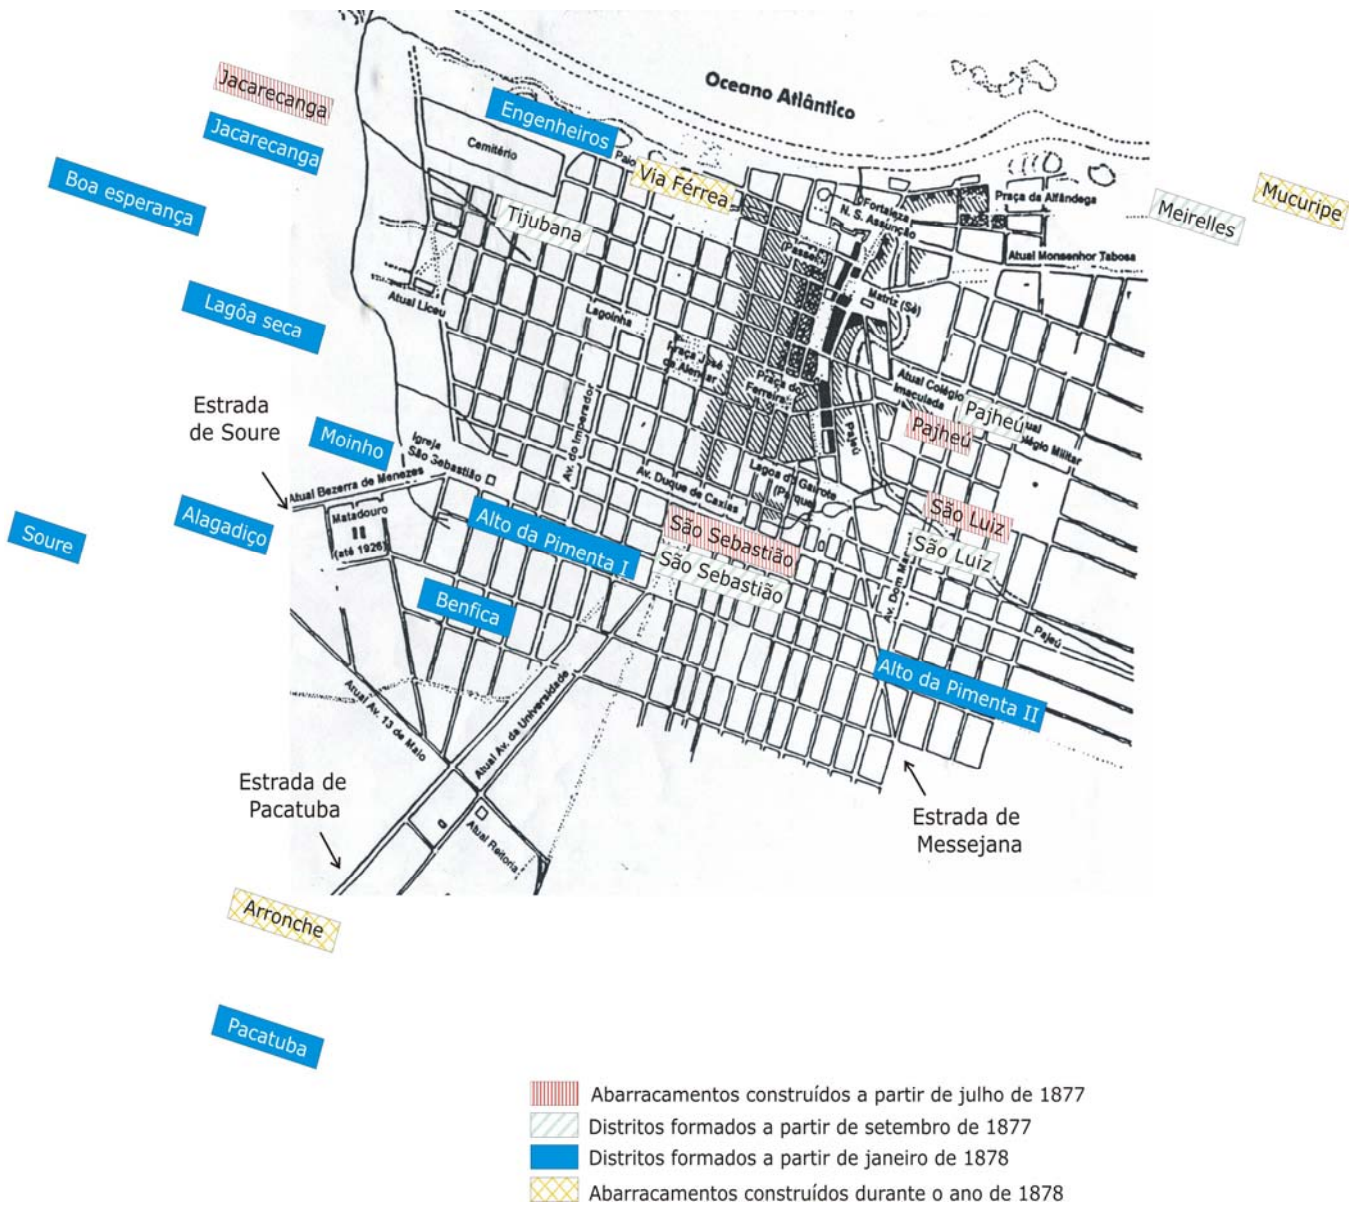 Oceano Atlântico
Jacarecanga
Jacarecanga
Engenheiros
Cemitério
Via Férrea
Praça da Alfândega
Mucuripe
Boa esperança
Tijubana
Fortaleza
N. S. Assunção
Meirelles
(Passeio
Atual Monsenhor Tabosa
Matriz (Sé)
Lagôa seca
Atual Liceu
Lagoinha
Praça José
de Alencar
Praça do
Ferreira
Atual Colégio
Imaculada
Pajheú
Pajheú
Estrada
de Soure
Av. do Imperador
Pajeú
Moinho
Igreja
São Sebastião
Atual Bezerra de Menezes
Av. Duque de Caxias
Lagoa do Gairote
(Parque)
Soure
Alagadiço
Matadouro
(até 1926)
Alto da Pimenta I
São Sebastião
São Sebastião
São Luiz
São Luiz
Benfica
Pajeú
Alto da Pimenta II
Atual Av. 13 de Maio
Atual Av. da Universidade
Estrada de
Pacatuba
Atual Reitoria
Estrada de
Messejana
Arronche
Pacatuba
Abarracamentos construídos a partir de julho de 1877
Distritos formados a partir de setembro de 1877
Distritos formados a partir de janeiro de 1878
Abarracamentos construídos durante o ano de 1878